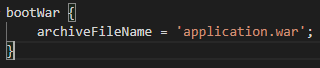 bootWar {
    archiveFileName = 'application.war';
}